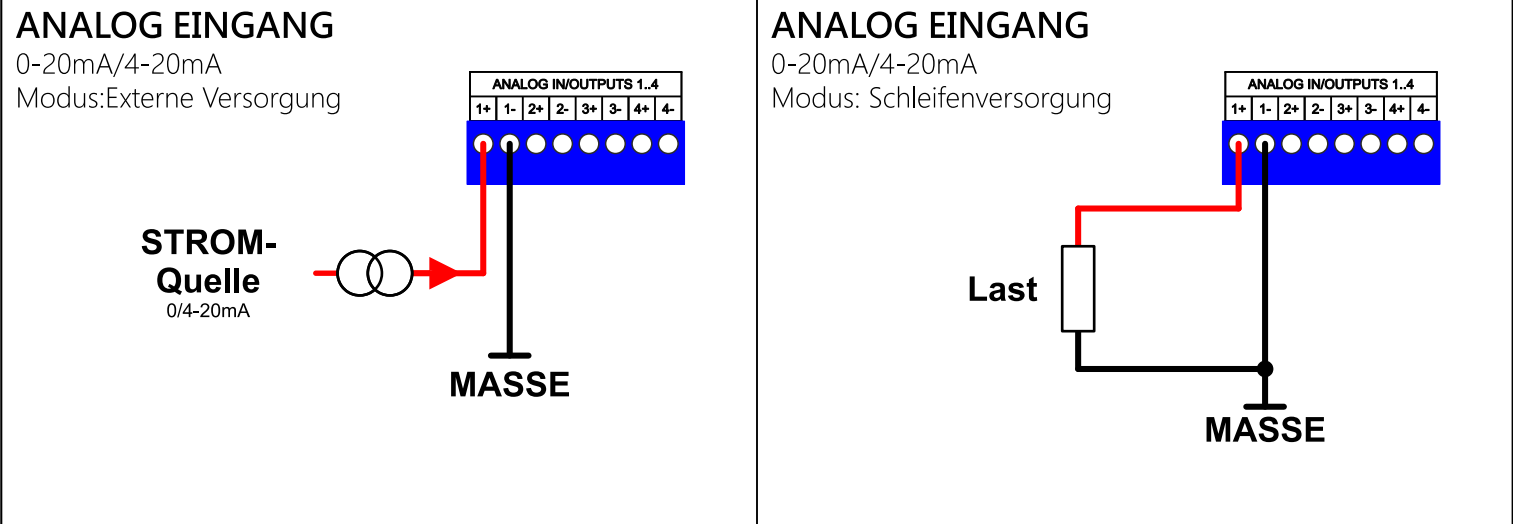 ANALOG EINGANG
0-20mA/4-20mA
Modus:Externe Versorgung
ANALOG IN/OUTPUTS 1..4
1+ 1- 2+ 2- 3+ 3- 4+ 4-
STROM-
Quelle
0/4-20mA
MASSE
ANALOG EINGANG
0-20mA/4-20mA
Modus: Schleifenversorgung
ANALOG IN/OUTPUTS 1..4
1+ 1- 2+ 2- 3+ 3- 4+ 4-
Last
MASSE